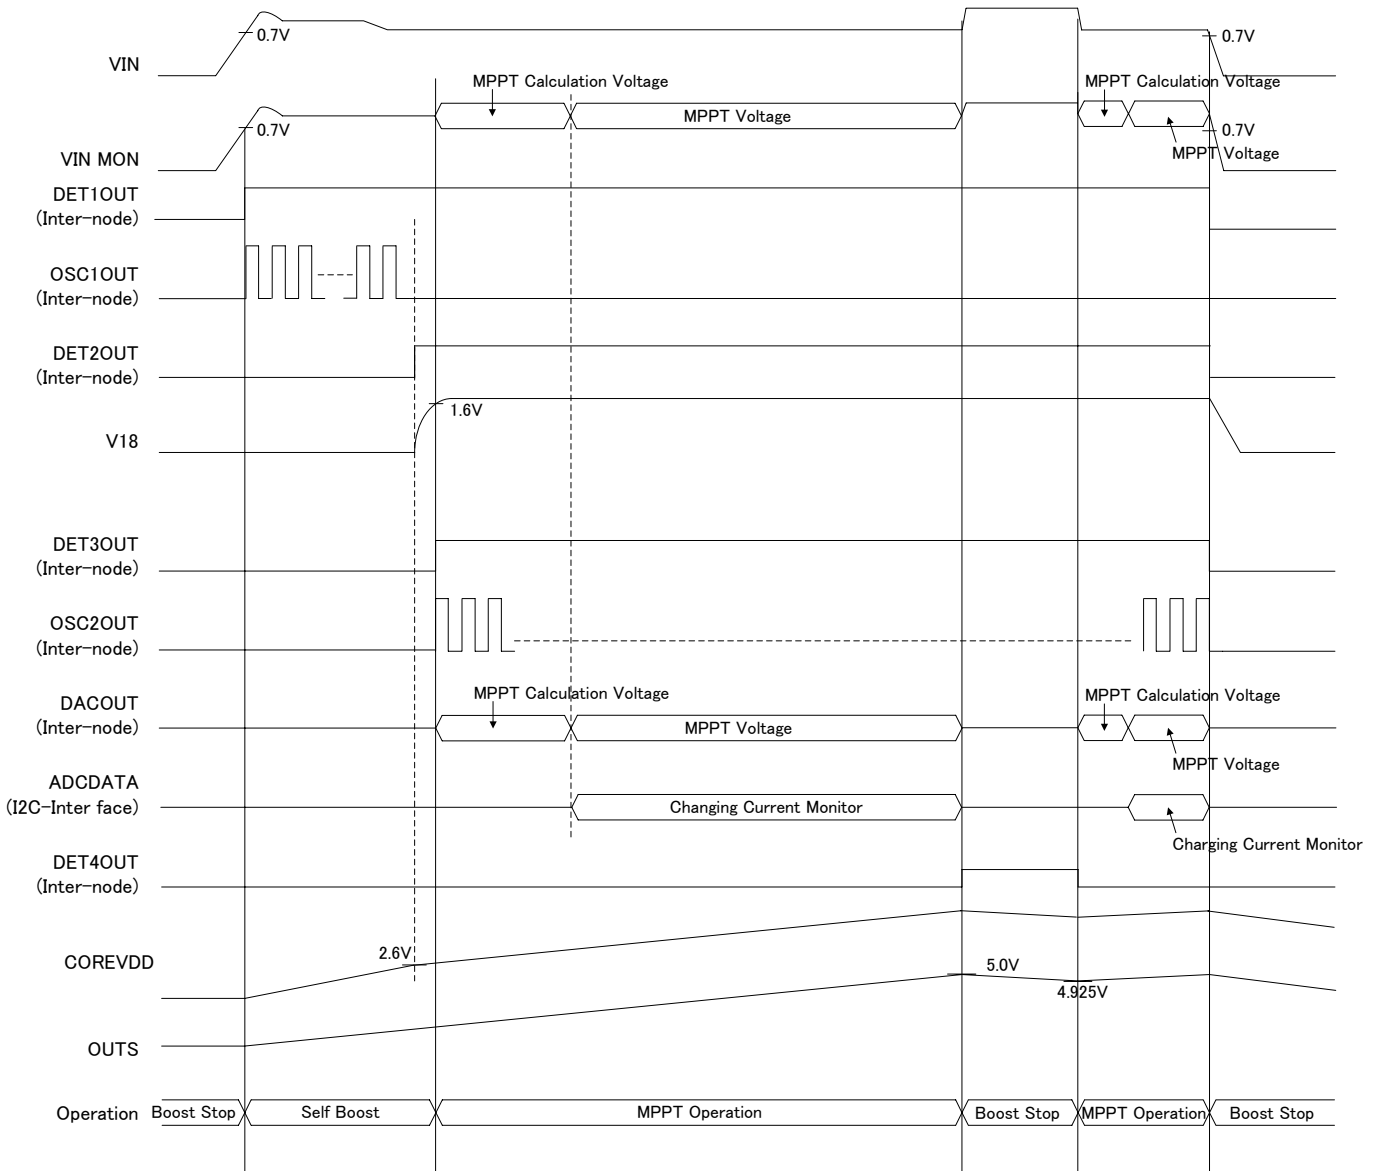 0.7V
0.7V
VIN
MPPT Calculation Voltage
MPPT Calculation Voltage
MPPT Voltage
0.7V
0.7V
VIN MON
MPPT Voltage
DET1OUT
(Inter-node)
OSC1OUT
(Inter-node)
DET2OUT
(Inter-node)
1.6V
V18
DET3OUT
(Inter-node)
OSC2OUT
(Inter-node)
MPPT Calculation Voltage
MPPT Calculation Voltage
DACOUT
(Inter-node)
MPPT Voltage
MPPT Voltage
ADCDATA
(I2C-Inter face)
Changing Current Monitor
Charging Current Monitor
DET4OUT
(Inter-node)
2.6V
COREVDD
5.0V
4.925V
OUTS
Operation
Boost Stop
Self Boost
MPPT Operation
Boost Stop
MPPT Operation
Boost Stop